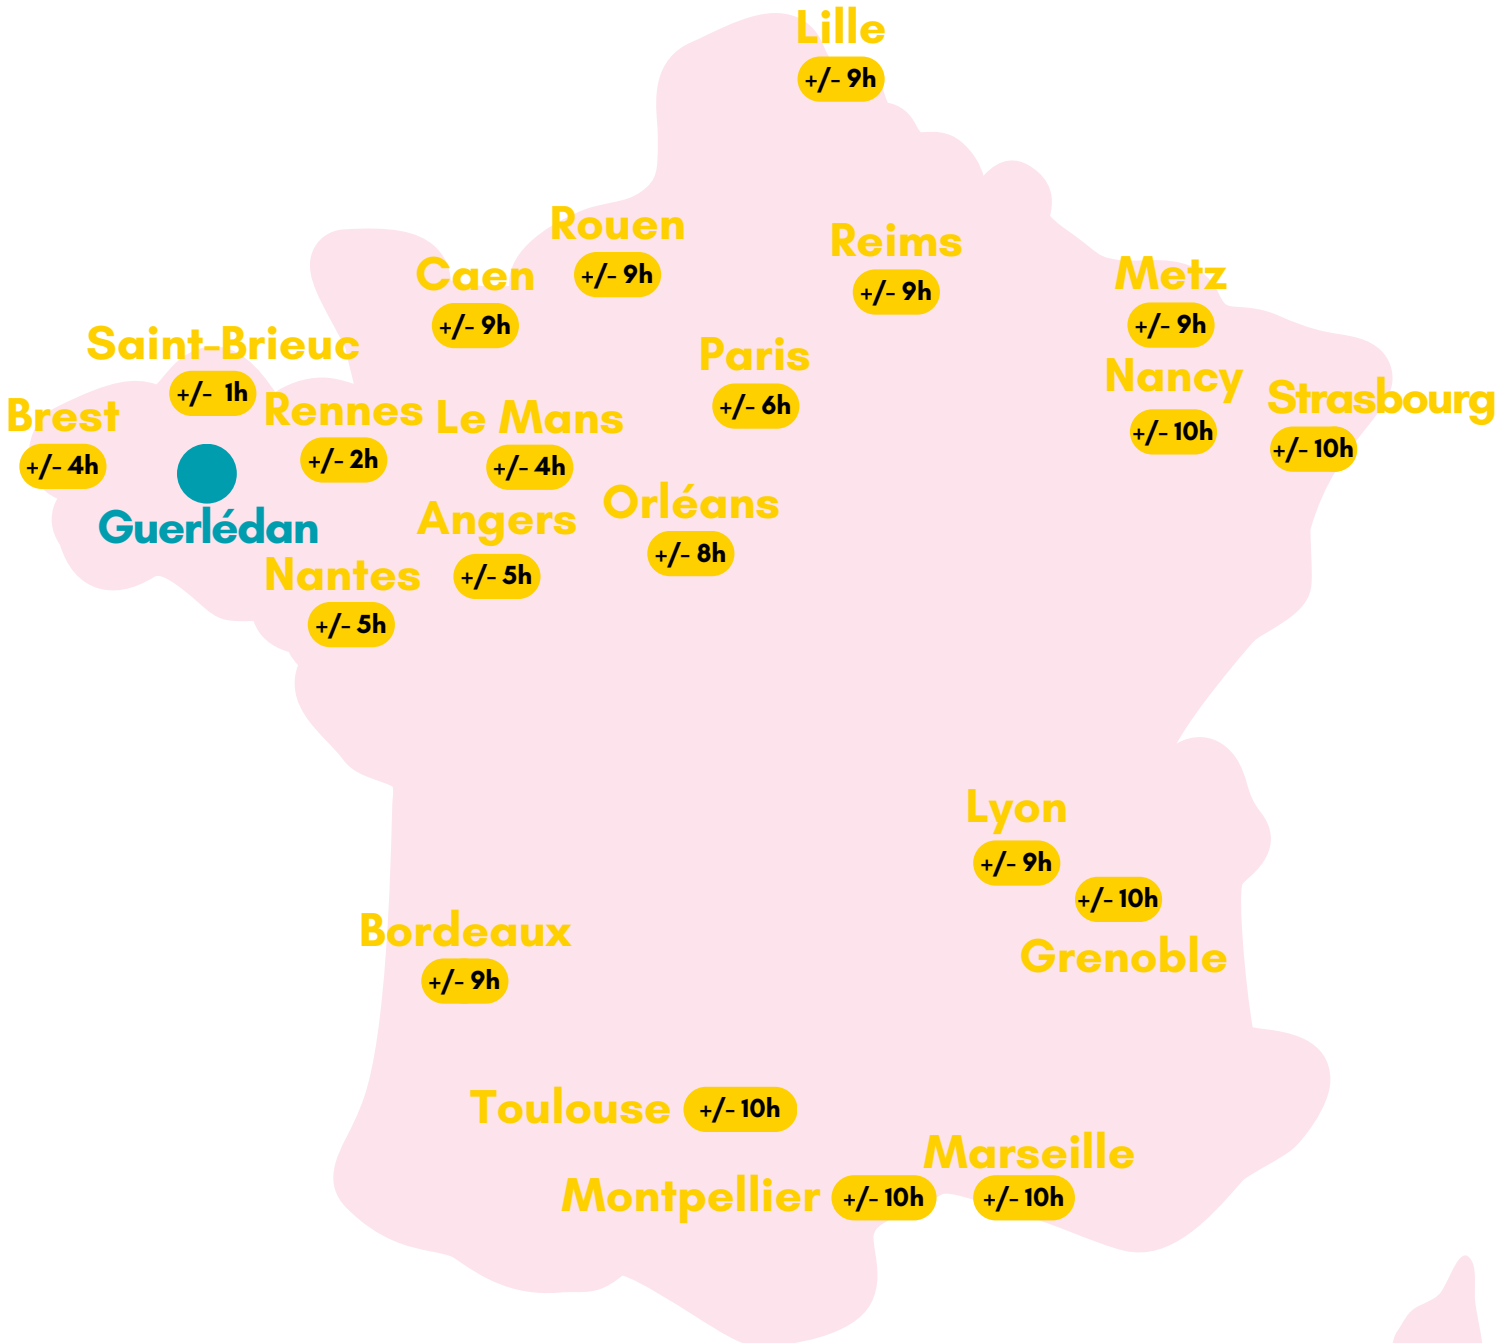 Lille
+/- 9h
Rouen
+/- 9h
Reims
+/- 9h
Caen
+/- 9h
Metz
+/- 9h
Saint-Brieuc
+/- 1h
Paris
+/- 6h
Nancy
+/- 10h
Strasbourg
+/- 10h
Brest
+/- 4h
Rennes
+/- 2h
Le Mans
+/- 4h
Guerlédan
Angers
+/- 5h
Orléans
+/- 8h
Nantes
+/- 5h
Lyon
+/- 9h
+/- 10h
Grenoble
Bordeaux
+/- 9h
Toulouse +/- 10h
Marseille
+/- 10h
Montpellier +/- 10h